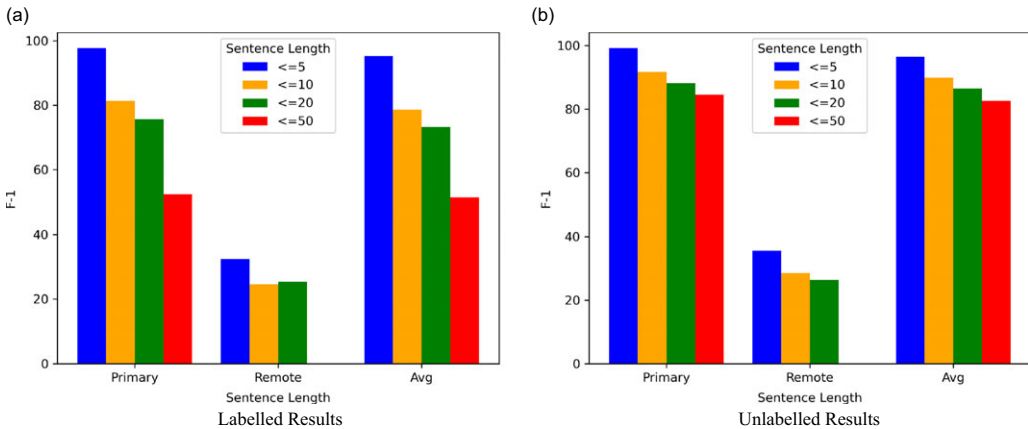 (a)
100
80
60
40
20
0
F-1
Sentence Length
<=5
<=10
<=20
<=50
Primary Remote Avg
Sentence Length
Labelled Results
(b)
100
80
60
40
20
0
F-1
Sentence Length
<=5
<=10
<=20
<=50
Primary Remote Avg
Sentence Length
Unlabelled Results